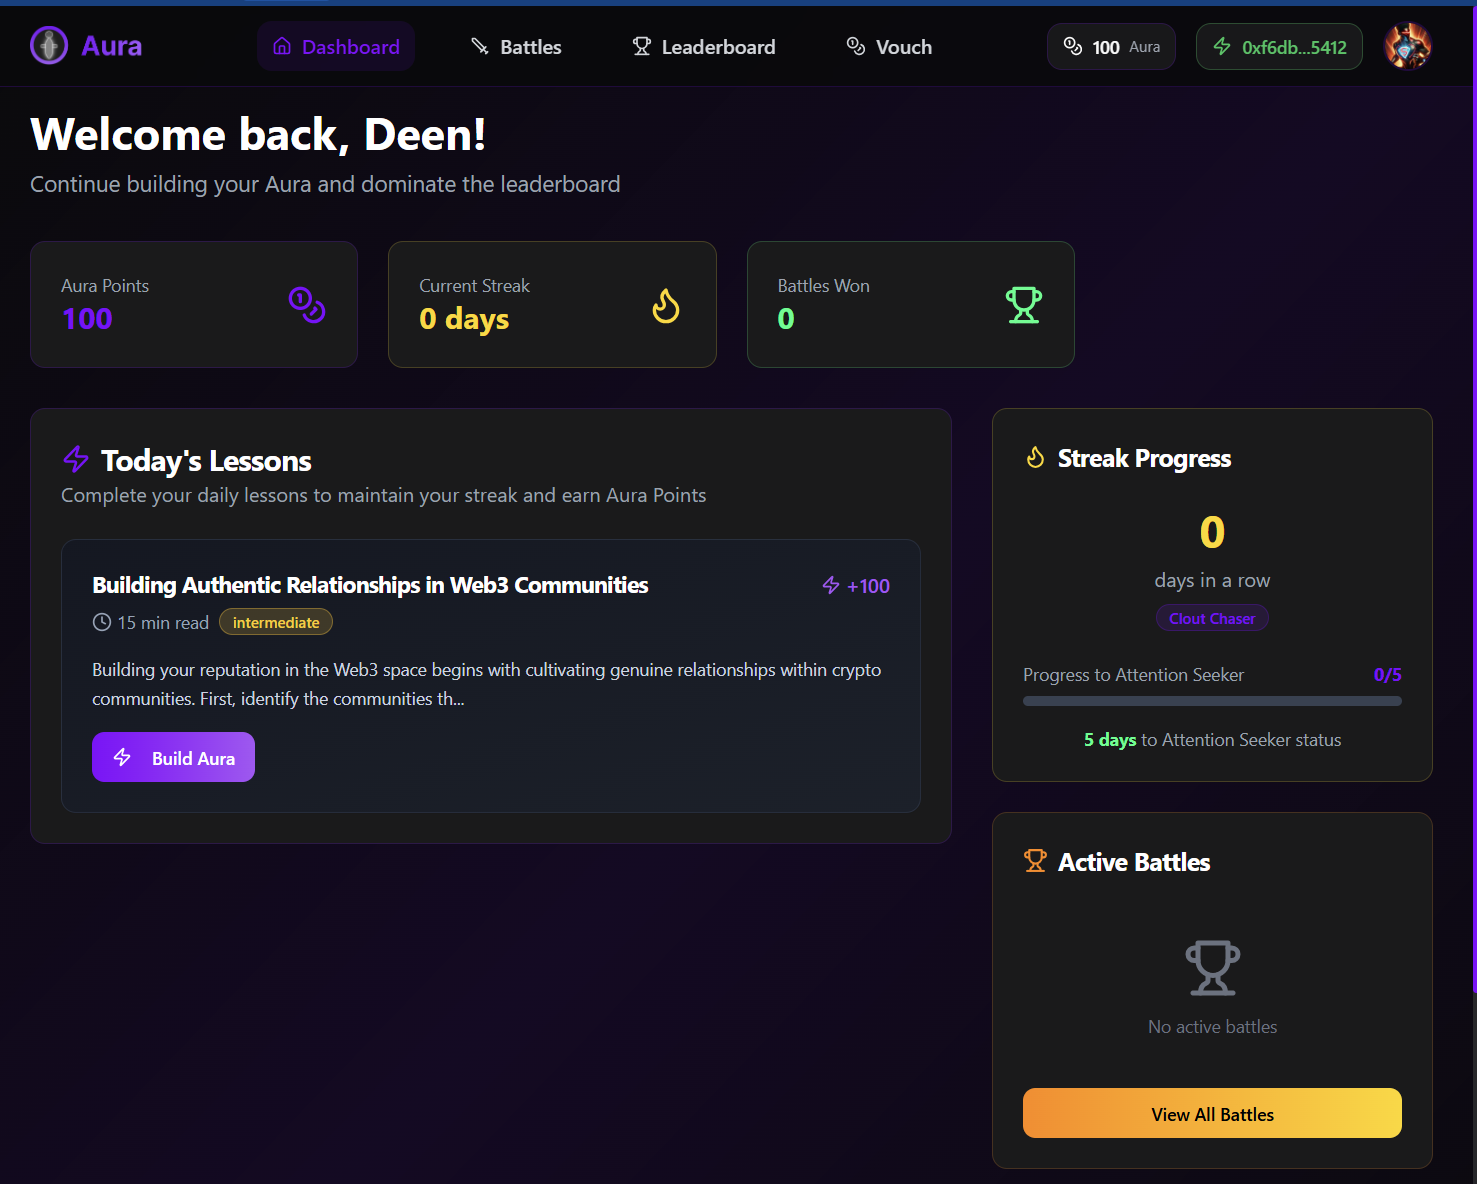 Aura
Dashboard
Battles
Leaderboard
Vouch
100 Aura
0xf6db...5412
Welcome back, Deen!
Continue building your Aura and dominate the leaderboard
Aura Points
100
Current Streak
0 days
Battles Won
0
Today's Lessons
Complete your daily lessons to maintain your streak and earn Aura Points
Building Authentic Relationships in Web3 Communities
+100
15 min read
intermediate
Building your reputation in the Web3 space begins with cultivating genuine relationships within crypto
communities. First, identify the communities th...
Build Aura
Streak Progress
0
days in a row
Clout Chaser
Progress to Attention Seeker
0/5
5 days to Attention Seeker status
Active Battles
No active battles
View All Battles